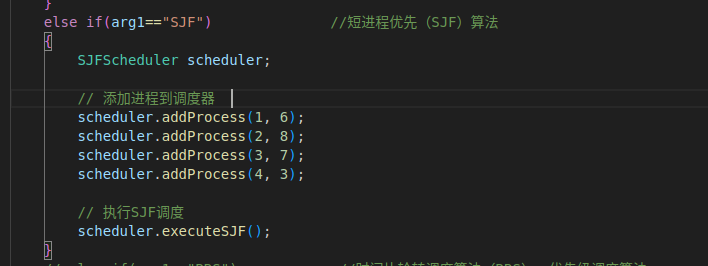 }
else if(arg1=="SJF") //短进程优先（SJF）算法
{
SJFScheduler scheduler;
// 添加进程到调度器
scheduler.addProcess(1, 6);
scheduler.addProcess(2, 8);
scheduler.addProcess(3, 7);
scheduler.addProcess(4, 3);
// 执行SJF调度
scheduler.executeSJF();
}